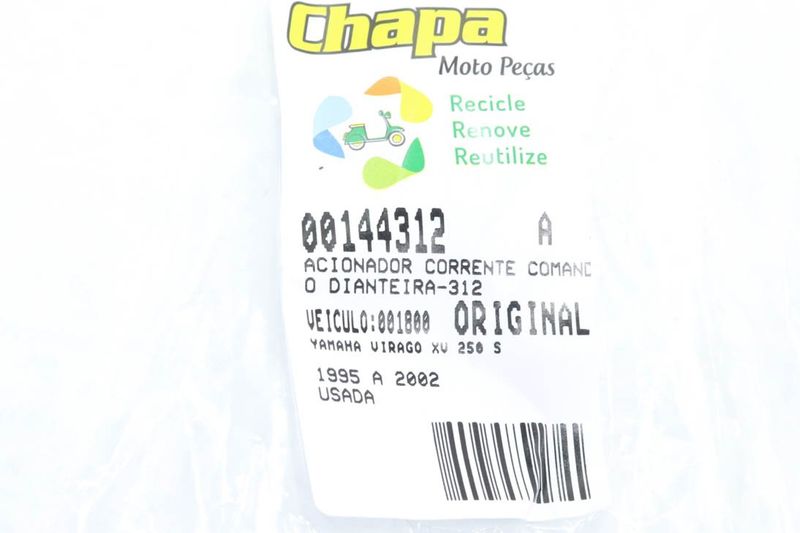 Chapa
Moto Peças
Recicle
Renove
Reutilize
00144312 A
ACIONADOR CORRENTE COMAND
O DIANTEIRA-312
VEICULO:001800 ORIGINAL
YAMAHA VIRAGO XV 250 S
1995 A 2002
USADA